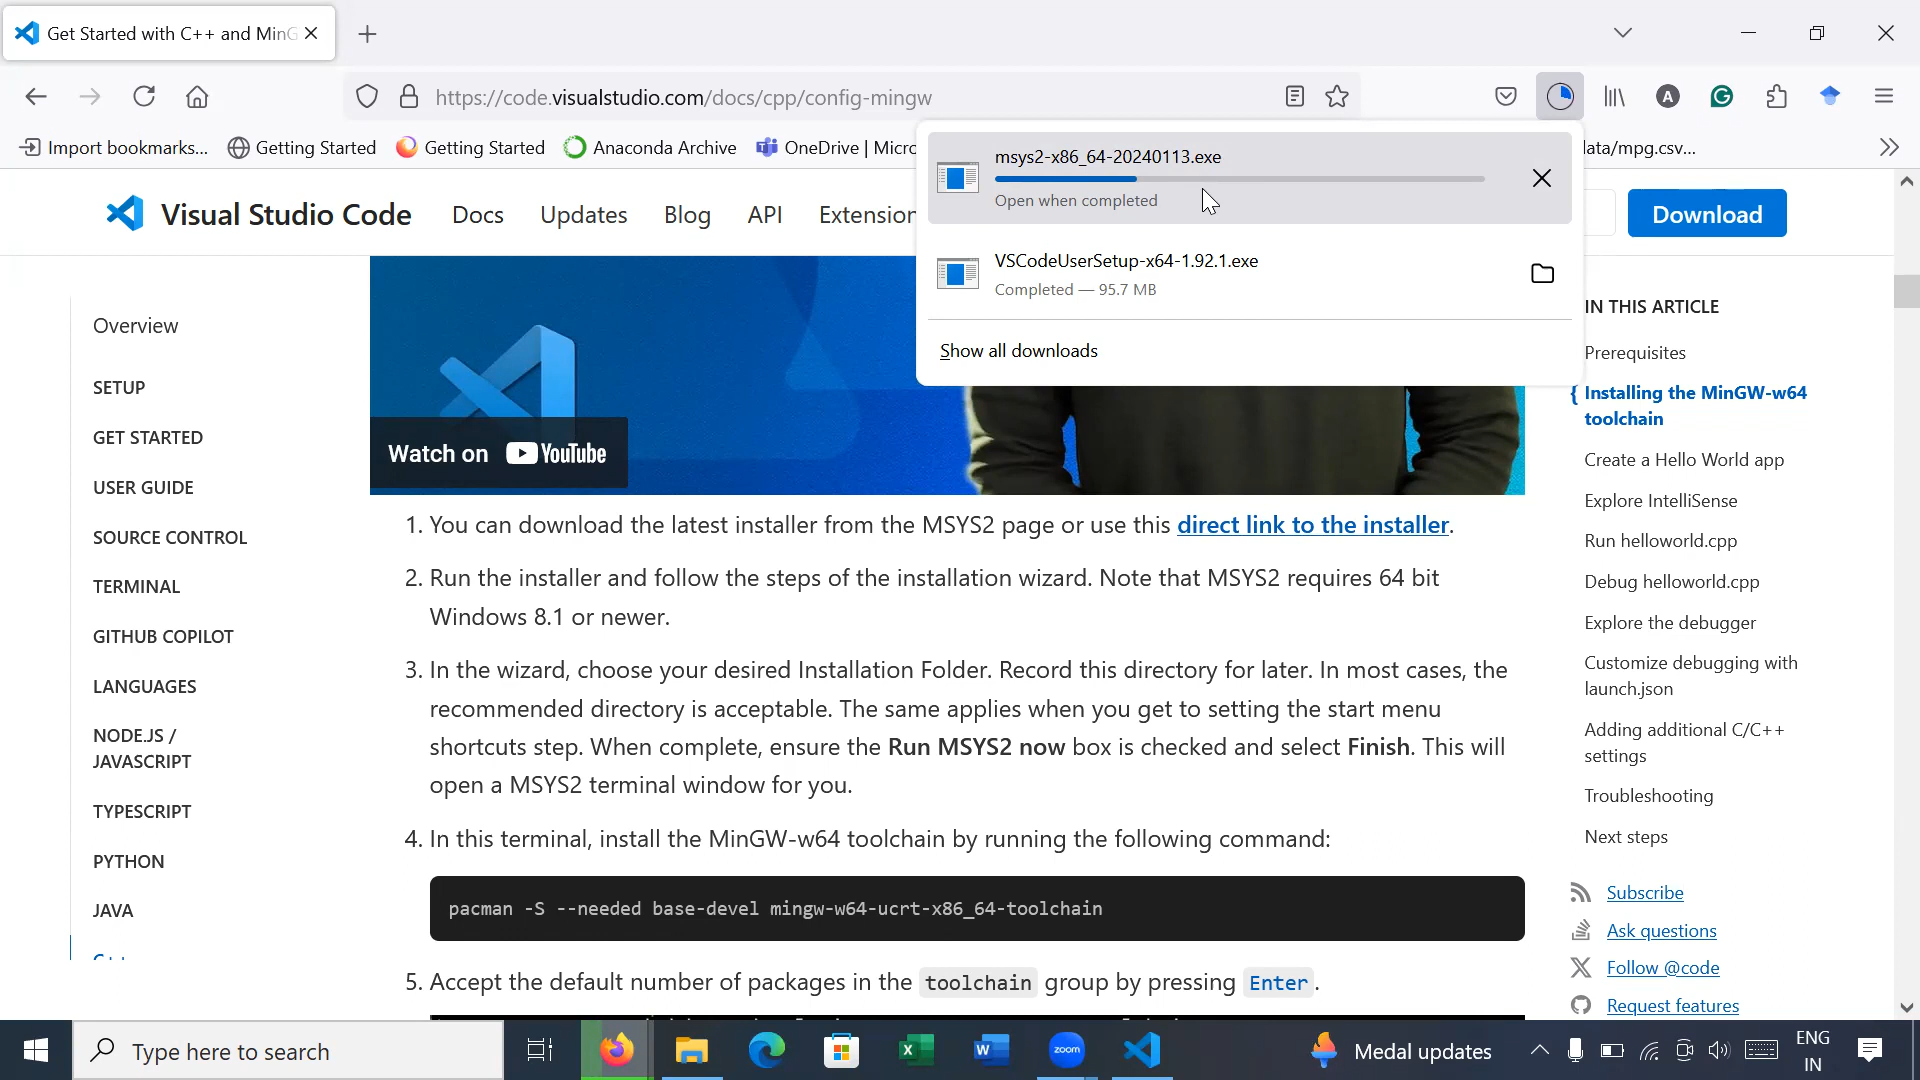 Get Started with C++ and MinG
https://code.visualstudio.com/docs/cpp/config-mingw
Import bookmarks...
Getting Started
Getting Started
Anaconda Archive
OneDrive | Micro
data/mpg.csv...
msys2-x86_64-20240113.exe
Open when completed
VSCodeUserSetup-x64-1.92.1.exe
Completed — 95.7 MB
Show all downloads
Visual Studio Code
Docs
Updates
Blog
API
Extension
Download
Overview
SETUP
GET STARTED
USER GUIDE
SOURCE CONTROL
TERMINAL
GITHUB COPILOT
LANGUAGES
NODE.JS /
JAVASCRIPT
TYPESCRIPT
PYTHON
JAVA
C++
Watch on YouTube
1. You can download the latest installer from the MSYS2 page or use this direct link to the installer.
2. Run the installer and follow the steps of the installation wizard. Note that MSYS2 requires 64 bit
Windows 8.1 or newer.
3. In the wizard, choose your desired Installation Folder. Record this directory for later. In most cases, the
recommended directory is acceptable. The same applies when you get to setting the start menu
shortcuts step. When complete, ensure the Run MSYS2 now box is checked and select Finish. This will
open a MSYS2 terminal window for you.
4. In this terminal, install the MinGW-w64 toolchain by running the following command:
pacman -S --needed base-devel mingw-w64-ucrt-x86_64-toolchain
5. Accept the default number of packages in the toolchain group by pressing Enter.
IN THIS ARTICLE
Prerequisites
Installing the MinGW-w64
toolchain
Create a Hello World app
Explore IntelliSense
Run helloworld.cpp
Debug helloworld.cpp
Explore the debugger
Customize debugging with
launch.json
Adding additional C/C++
settings
Troubleshooting
Next steps
Subscribe
Ask questions
Follow @code
Request features
Type here to search
zoom
Medal updates
ENG
IN